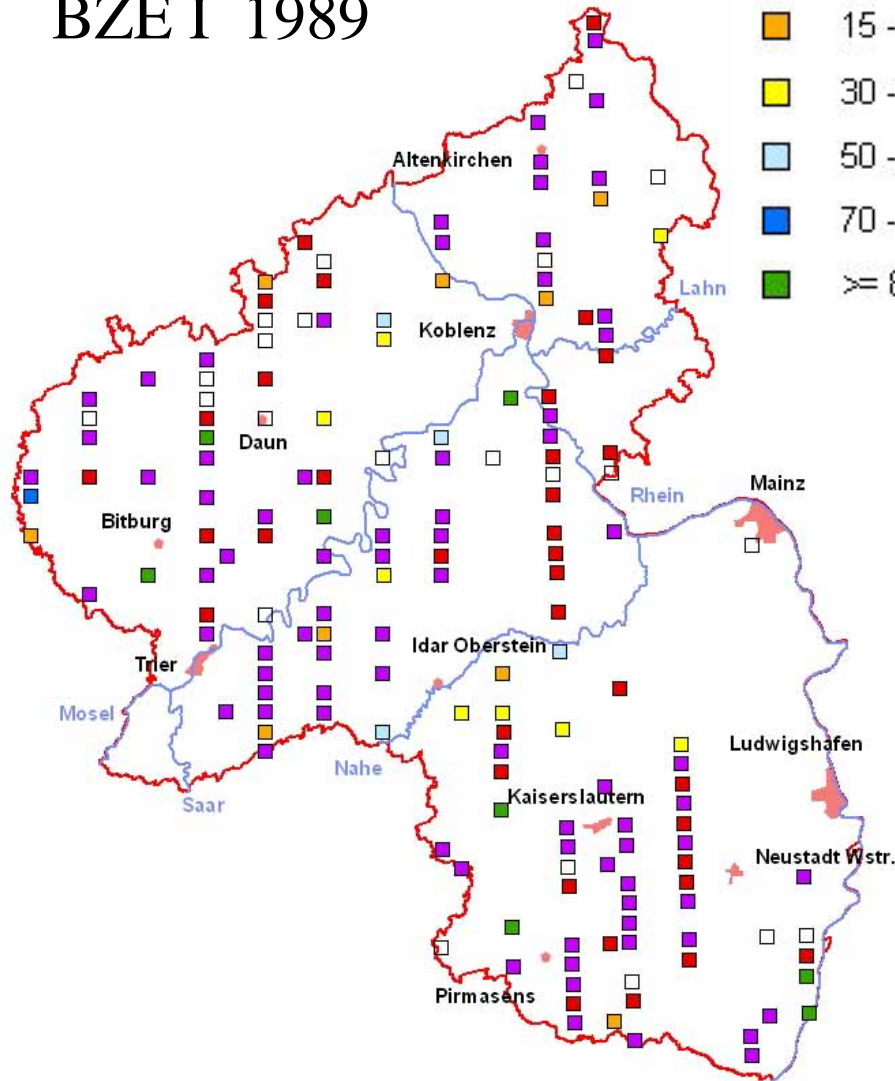 BZE I 1989
15 -
30 -
50 -
70 -
>= 8
Altenkirchen
Lahn
Koblenz
Daun
Mainz
Rhein
Bitburg
Idar Oberstein
Trier
Mosel
Ludwigshafen
Nahe
Saar
Kaiserslautern
Neustadt Wstr.
Pirmasens